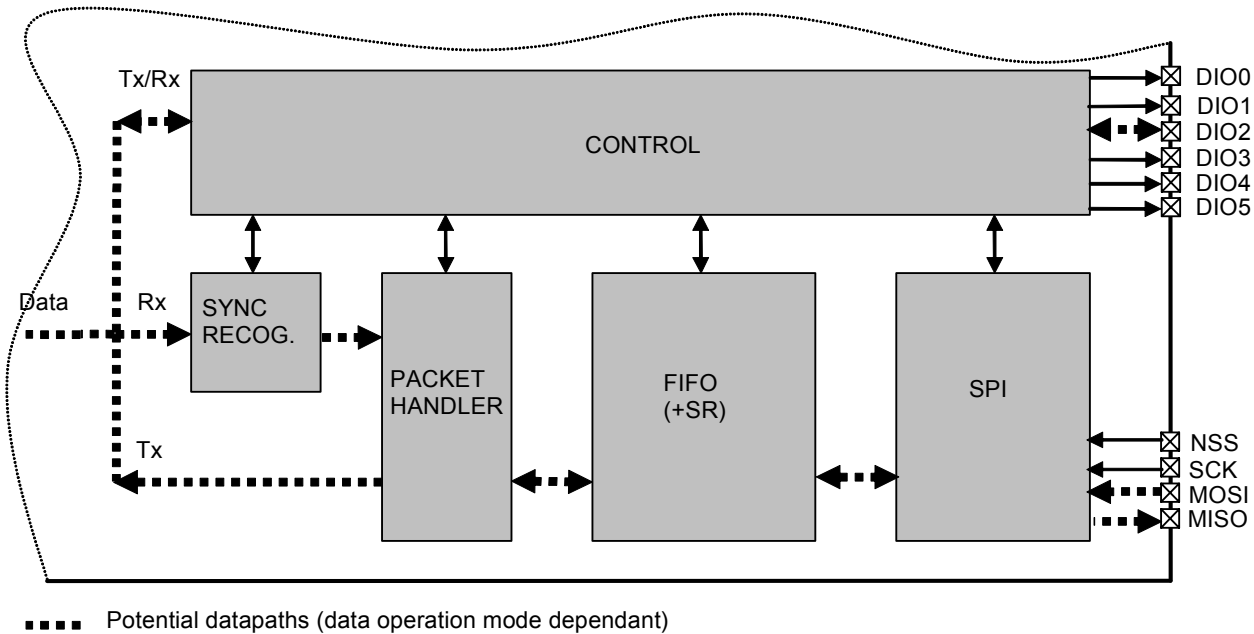 Tx/Rx
CONTROL
DIO0
DIO1
DIO2
DIO3
DIO4
DIO5
Data
Rx
SYNC
RECOG.
PACKET
HANDLER
FIFO
(+SR)
SPI
Tx
NSS
SCK
MOSI
MISO
Potential datapaths (data operation mode dependant)